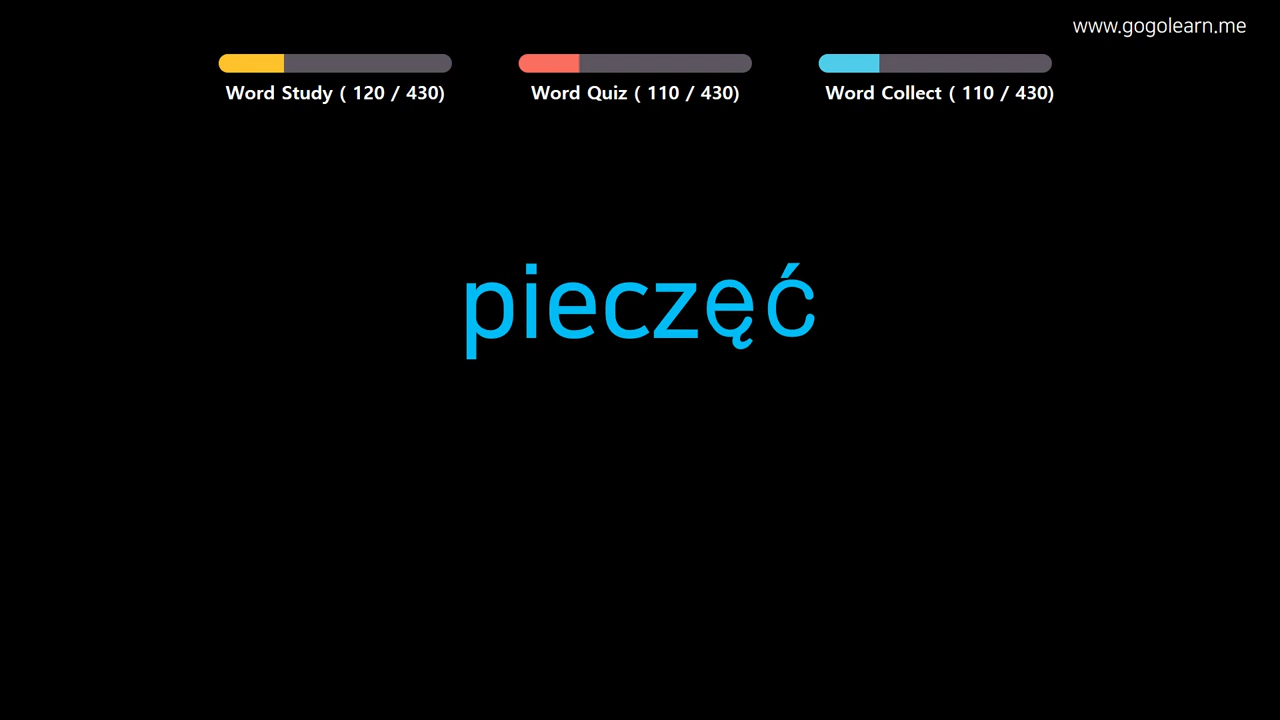 www.gogolearn.me
Word Study ( 120 / 430)
Word Quiz ( 110 / 430)
Word Collect ( 110 / 430)
pieczęć